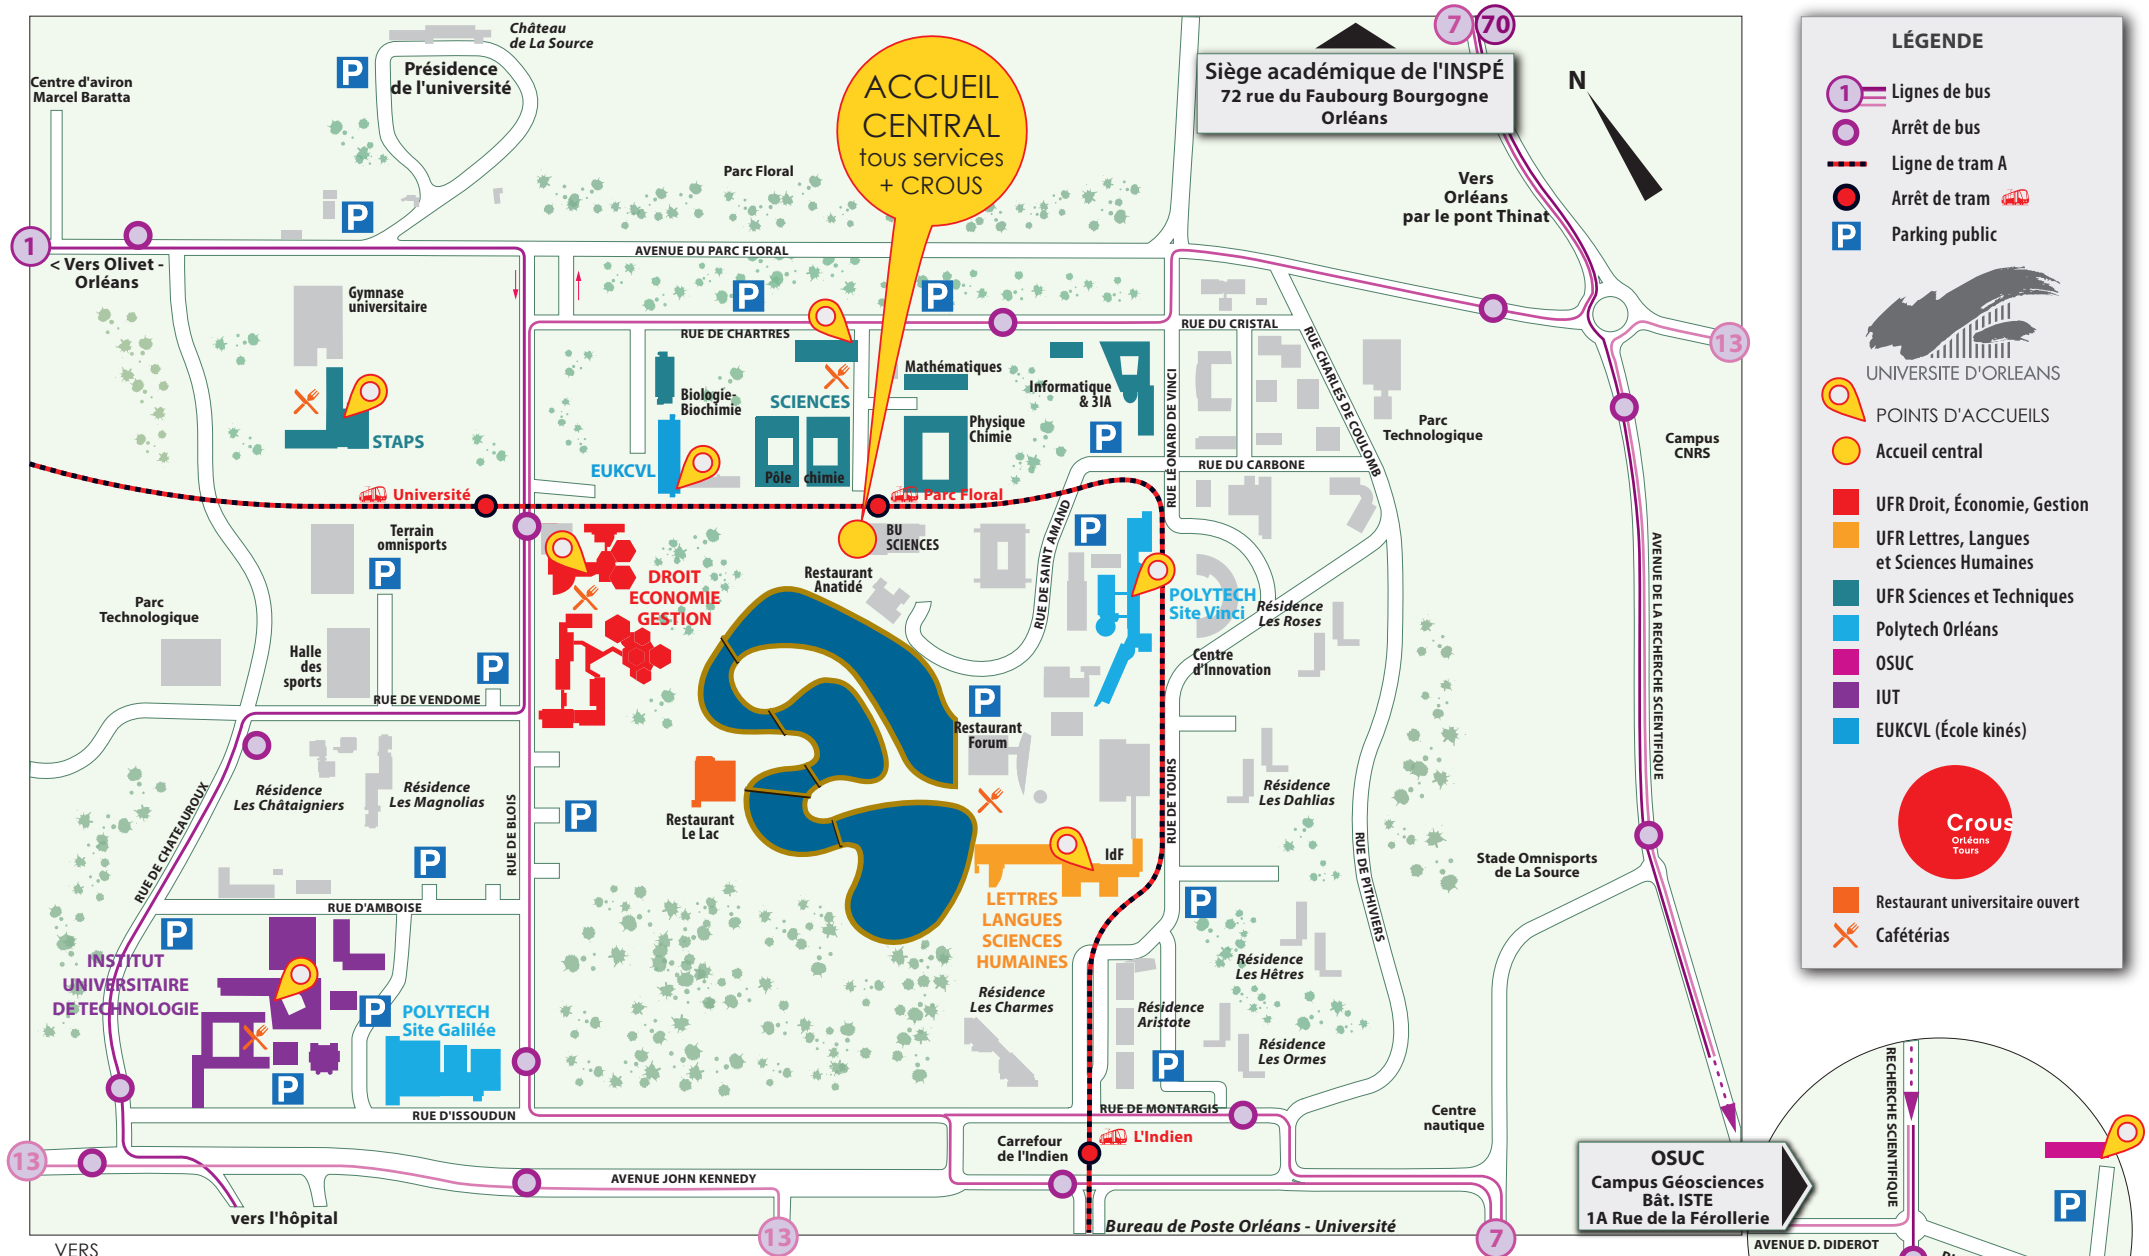 Château
de La Source
Présidence
de l'université
Centre d'aviron
Marcel Baratta
P
P
ACCUEIL
CENTRAL
tous services
+ CROUS
Parc Floral
7
70
Siège académique de l'INSPÉ
72 rue du Faubourg Bourgogne
Orléans
N
Vers
Orléans
par le pont Thinat
1
< Vers Olivet -
Orléans
AVENUE DU PARC FLORAL
Gymnase
universitaire
P
P
RUE DE CHARTRES
RUE DU CRISTAL
13
STAPS
Biologie-
Biochimie
SCIENCES
Mathématiques
Informatique
& 3IA
Physique
Chimie
P
EUKCVL
Pôle chimie
RUE LÉONARD DE VINCI
RUE CHARLES DE COULOMB
Parc
Technologique
Campus
CNRS
RUE DU CARBONE
Université
Parc Floral
Terrain
omnisports
P
BU
SCIENCES
Restaurant
Anatidé
RUE DE SAINT AMAND
P
DROIT
ECONOMIE
GESTION
POLYTECH
Site Vinci
Résidence
Les Roses
Parc
Technologique
Halle
des
sports
P
RUE DE VENDOME
Centre
d'Innovation
AVENUE DE LA RECHERCHE SCIENTIFIQUE
P
Restaurant
Forum
Résidence
Les Châtaigniers
Résidence
Les Magnolias
RUE DE CHATEAUROUX
RUE DE BLOIS
P
P
Restaurant
Le Lac
RUE DE TOURS
Résidence
Les Dahlias
RUE DE PITHIVIERS
IdF
Stade Omnisports
de La Source
RUE D'AMBOISE
P
P
LETTRES
LANGUES
SCIENCES
HUMAINES
INSTITUT
UNIVERSITAIRE
DE TECHNOLOGIE
P
POLYTECH
Site Galilée
P
Résidence
Les Hêtres
Résidence
Les Charmes
Résidence
Aristote
Résidence
Les Ormes
P
RUE D'ISSOUDUN
RUE DE MONTARGIS
Centre
nautique
Carrefour
de l'Indien
L'Indien
13
AVENUE JOHN KENNEDY
vers l'hôpital
13
Bureau de Poste Orléans - Université
7
VERS
OSUC
Campus Géosciences
Bât. ISTE
1A Rue de la Férollerie
RECHERCHE SCIENTIFIQUE
P
AVENUE D. DIDEROT
LÉGENDE
1
Lignes de bus
Arrêt de bus
Ligne de tram A
Arrêt de tram
P
Parking public
UNIVERSITE D'ORLEANS
POINTS D'ACCUEILS
Accueil central
UFR Droit, Économie, Gestion
UFR Lettres, Langues
et Sciences Humaines
UFR Sciences et Techniques
Polytech Orléans
OSUC
IUT
EUKCVL (École kinés)
Crous
Orléans
Tours
Restaurant universitaire ouvert
Cafétérias